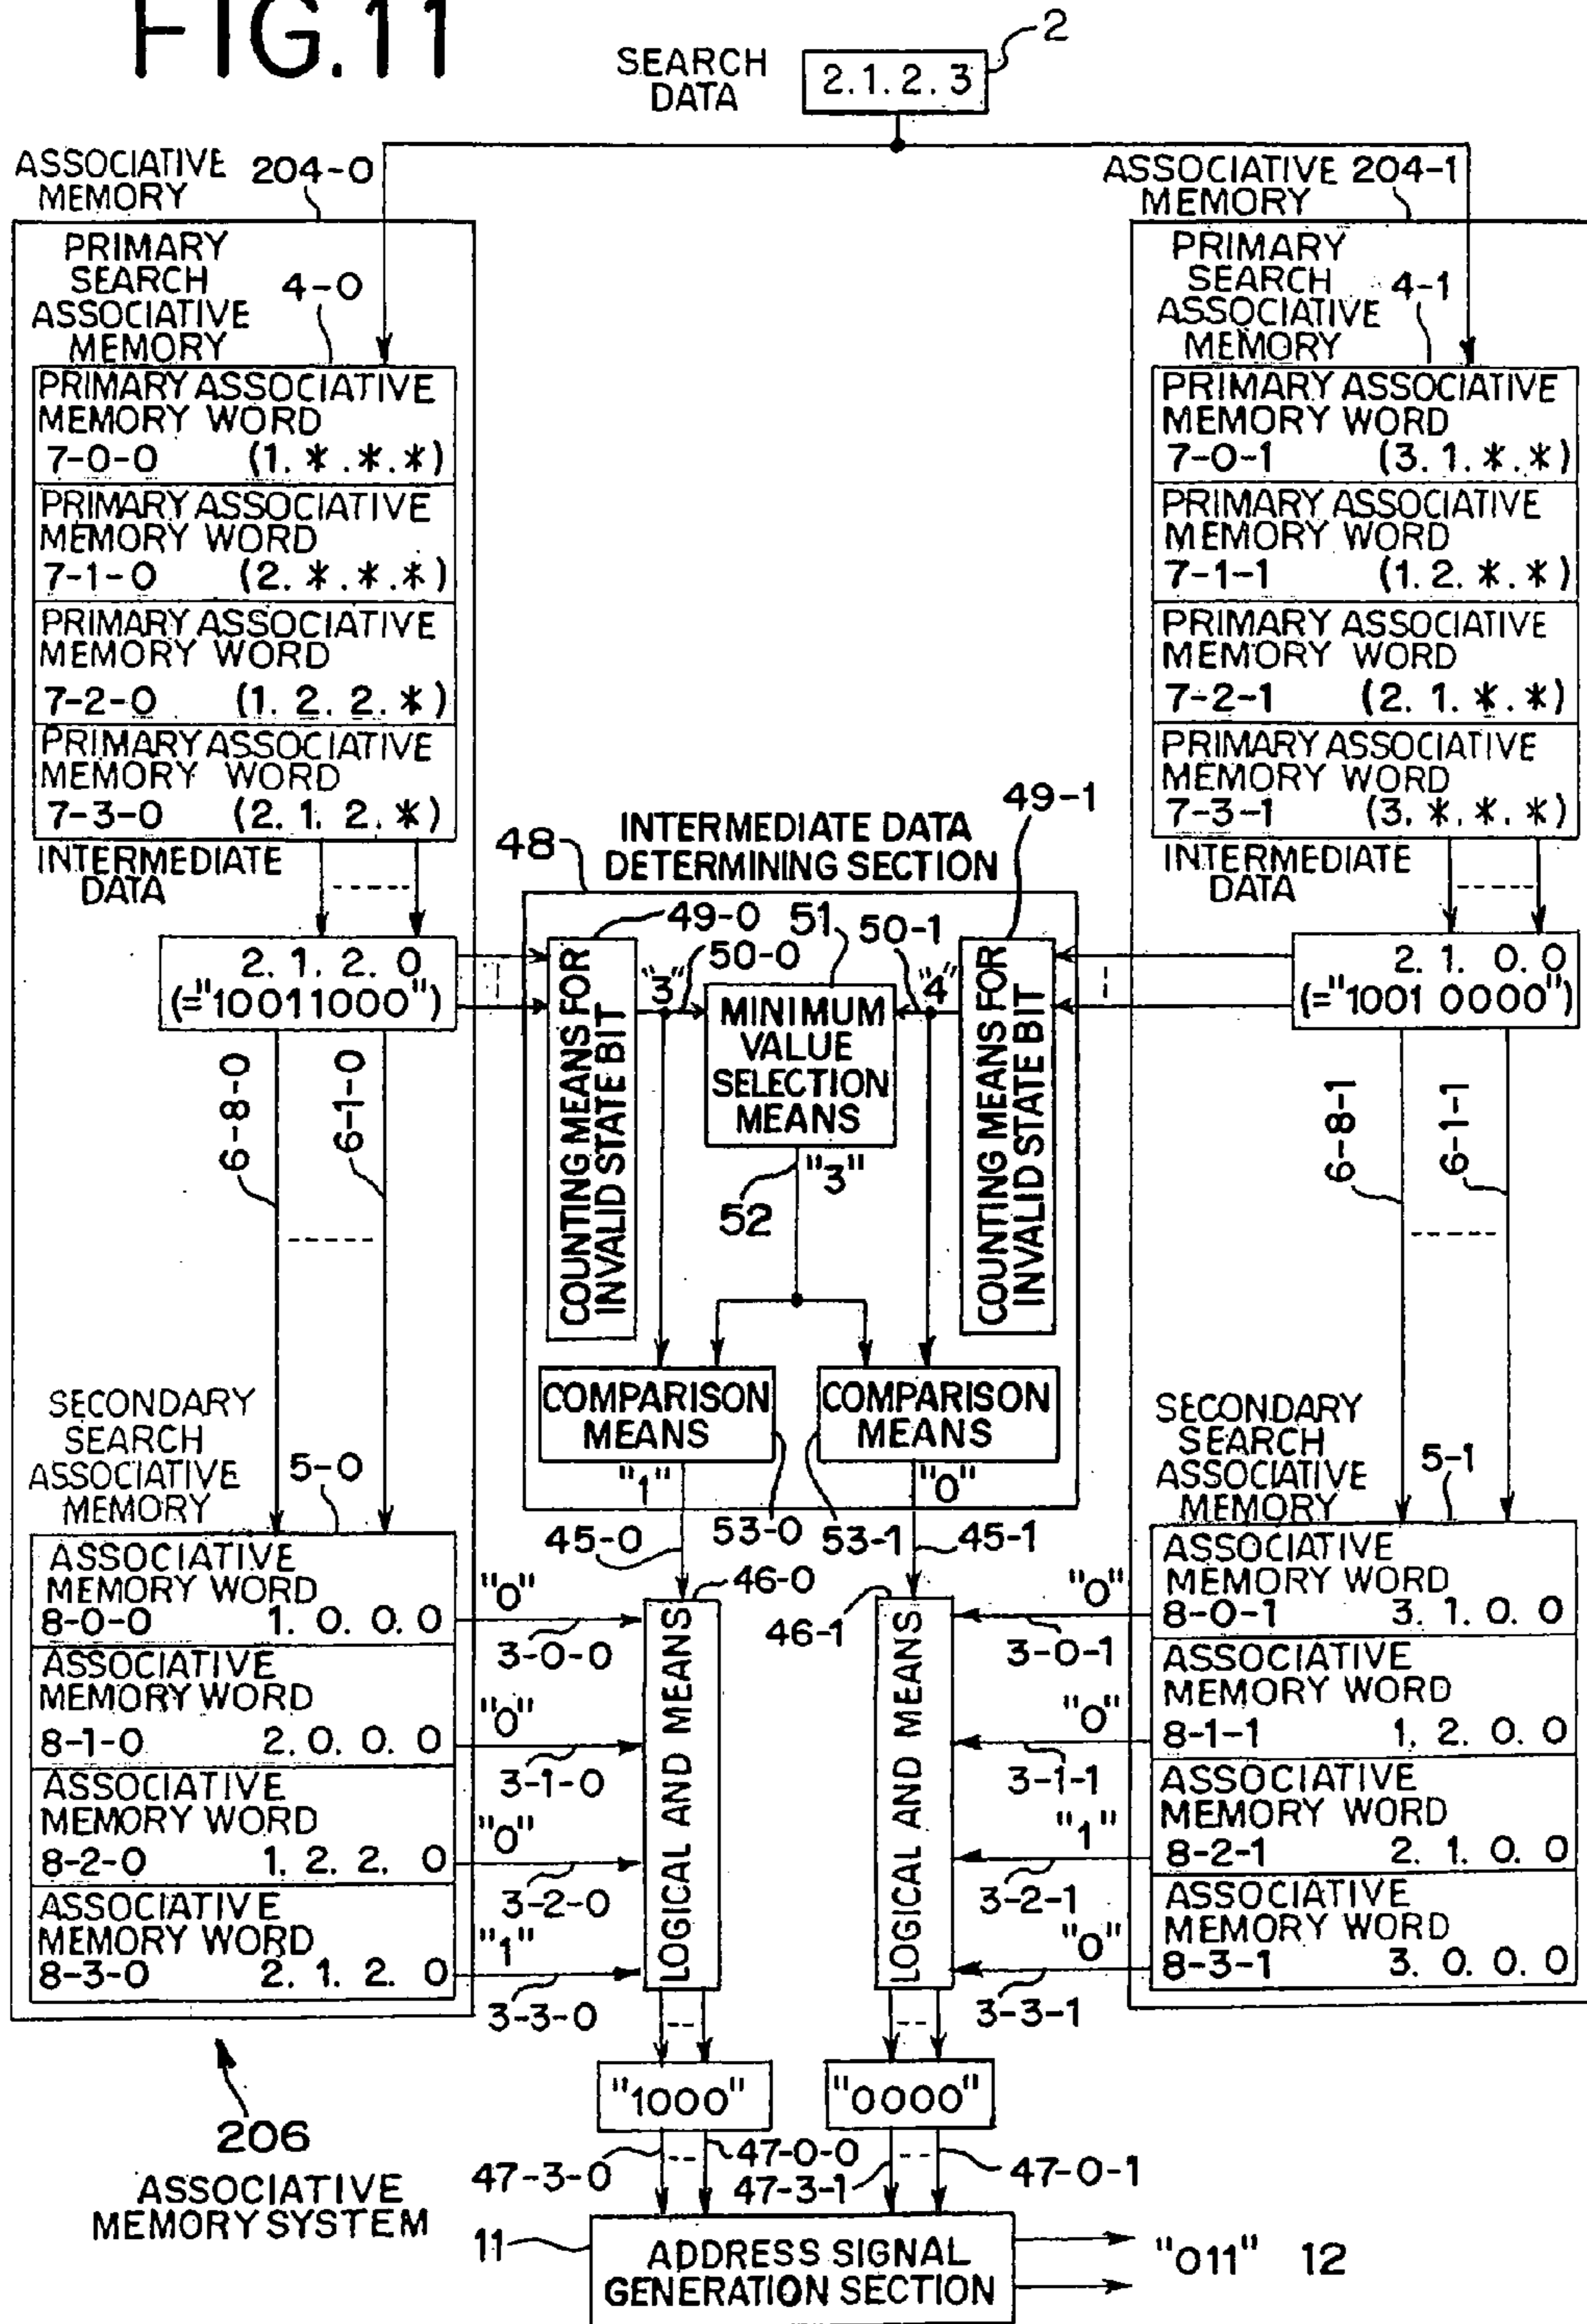 FIG.11
SEARCH
DATA
2.1.2.3
2
ASSOCIATIVE
MEMORY
204-0
PRIMARY
SEARCH
ASSOCIATIVE
MEMORY
4-0
PRIMARY ASSOCIATIVE
MEMORY WORD
7-0-0 (1.*.*.*)
PRIMARY ASSOCIATIVE
MEMORY WORD
7-1-0 (2.*.*.*)
PRIMARY ASSOCIATIVE
MEMORY WORD
7-2-0 (1.2.2.*)
PRIMARY ASSOCIATIVE
MEMORY WORD
7-3-0 (2.1.2.*)
INTERMEDIATE
DATA
2.1.2.0
(="10011000")
6-8-0
6-1-0
ASSOCIATIVE
MEMORY
204-1
PRIMARY
SEARCH
ASSOCIATIVE
MEMORY
4-1
PRIMARY ASSOCIATIVE
MEMORY WORD
7-0-1 (3.1.*.*)
PRIMARY ASSOCIATIVE
MEMORY WORD
7-1-1 (1.2.*.*)
PRIMARY ASSOCIATIVE
MEMORY WORD
7-2-1 (2.1.*.*)
PRIMARY ASSOCIATIVE
MEMORY WORD
7-3-1 (3.*.*.*)
INTERMEDIATE
DATA
2.1.0.0
(="1001 0000")
6-8-1
6-1-1
48
INTERMEDIATE DATA
DETERMINING SECTION
49-1
49-0
51
50-1
50-0
COUNTING MEANS FOR
INVALID STATE BIT
"3"
MINIMUM
VALUE
SELECTION
MEANS
"4"
COUNTING MEANS FOR
INVALID STATE BIT
52
"3"
COMPARISON
MEANS
COMPARISON
MEANS
"1"
"0"
45-0
53-0
53-1
45-1
SECONDARY
SEARCH
ASSOCIATIVE
MEMORY
5-0
ASSOCIATIVE
MEMORY WORD
8-0-0 1.0.0.0
ASSOCIATIVE
MEMORY WORD
8-1-0 2.0.0.0
ASSOCIATIVE
MEMORY WORD
8-2-0 1.2.2.0
ASSOCIATIVE
MEMORY WORD
8-3-0 2.1.2.0
"0"
3-0-0
"0"
3-1-0
"0"
3-2-0
"1"
3-3-0
46-0
LOGICAL AND MEANS
46-1
LOGICAL AND MEANS
"0"
3-0-1
"0"
3-1-1
"1"
3-2-1
"0"
3-3-1
SECONDARY
SEARCH
ASSOCIATIVE
MEMORY
5-1
ASSOCIATIVE
MEMORY WORD
8-0-1 3.1.0.0
ASSOCIATIVE
MEMORY WORD
8-1-1 1.2.0.0
ASSOCIATIVE
MEMORY WORD
8-2-1 2.1.0.0
ASSOCIATIVE
MEMORY WORD
8-3-1 3.0.0.0
"1000"
"0000"
47-3-0
47-0-0
47-3-1
47-0-1
206
ASSOCIATIVE
MEMORY SYSTEM
11
ADDRESS SIGNAL
GENERATION SECTION
"011" 12